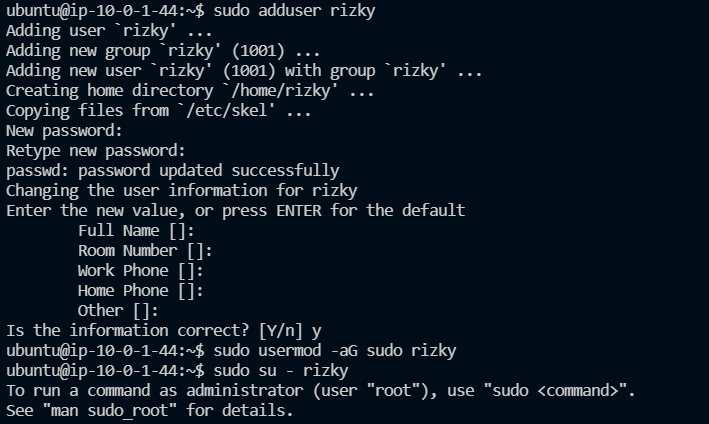 ubuntu@ip-10-0-1-44:~$ sudo adduser rizky
Adding user `rizky' ...
Adding new group `rizky' (1001) ...
Adding new user `rizky' (1001) with group `rizky' ...
Creating home directory `/home/rizky' ...
Copying files from `/etc/skel' ...
New password:
Retype new password:
passwd: password updated successfully
Changing the user information for rizky
Enter the new value, or press ENTER for the default
        Full Name []:
        Room Number []:
        Work Phone []:
        Home Phone []:
        Other []:
Is the information correct? [Y/n] y
ubuntu@ip-10-0-1-44:~$ sudo usermod -aG sudo rizky
ubuntu@ip-10-0-1-44:~$ sudo su - rizky
To run a command as administrator (user "root"), use "sudo <command>".
See "man sudo_root" for details.